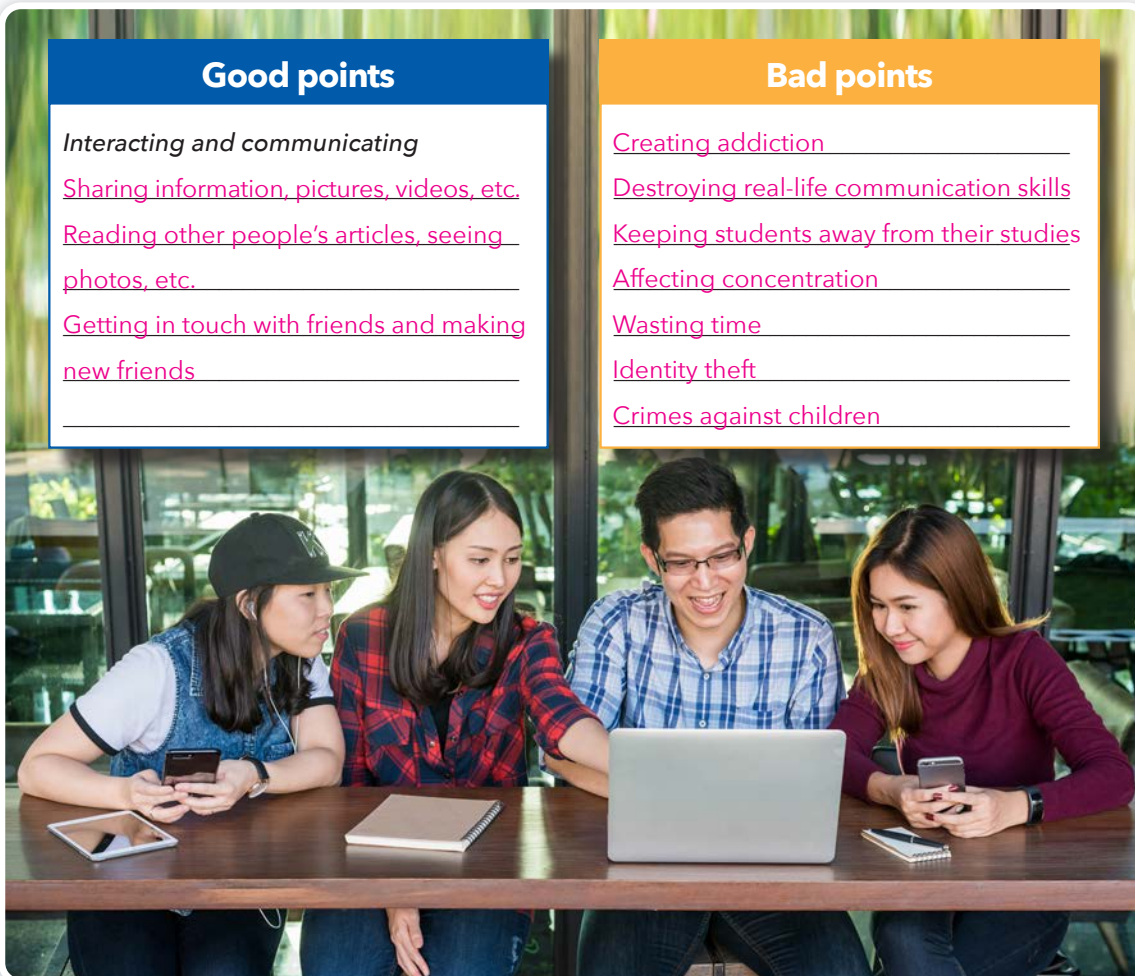 Good points
Interacting and communicating
Sharing information, pictures, videos, etc.
Reading other people's articles, seeing
photos, etc.
Getting in touch with friends and making
new friends
Bad points
Creating addiction
Destroying real-life communication skills
Keeping students away from their studies
Affecting concentration
Wasting time
Identity theft
Crimes against children